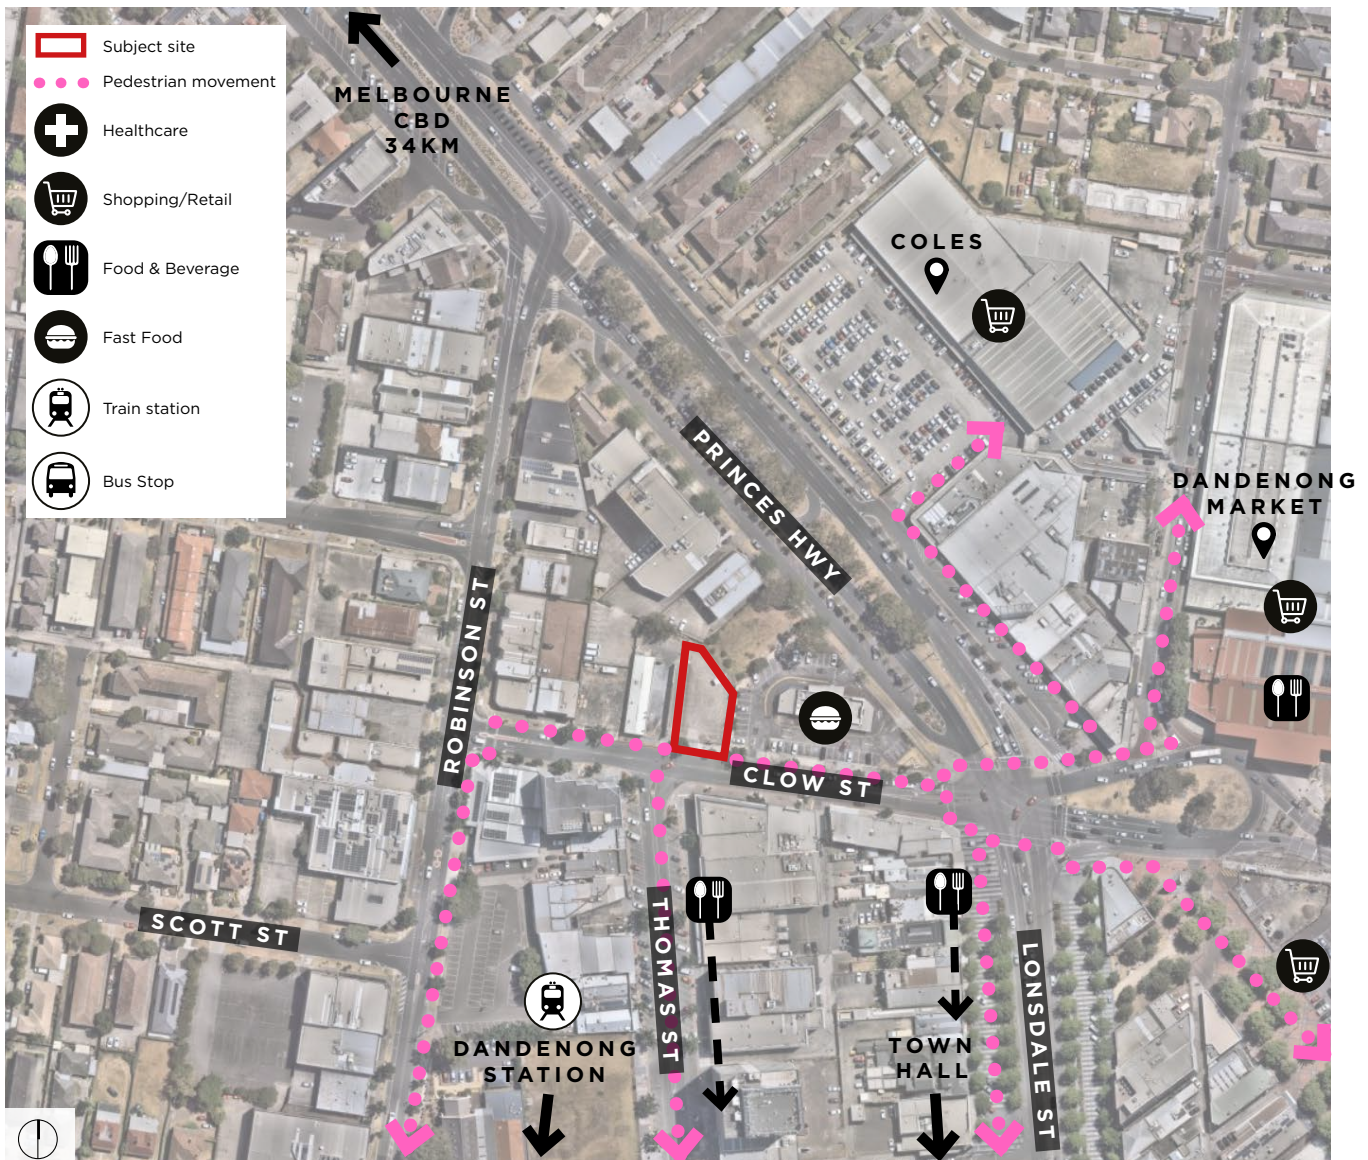 Subject site
Pedestrian movement
Healthcare
Shopping/Retail
Food & Beverage
Fast Food
Train station
Bus Stop
MELBOURNE
CBD
34KM
COLES
DANDENONG
MARKET
PRINCES HWY
ROBINSON ST
CLOW ST
SCOTT ST
THOMAS ST
LONSDALE ST
DANDENONG
STATION
TOWN
HALL